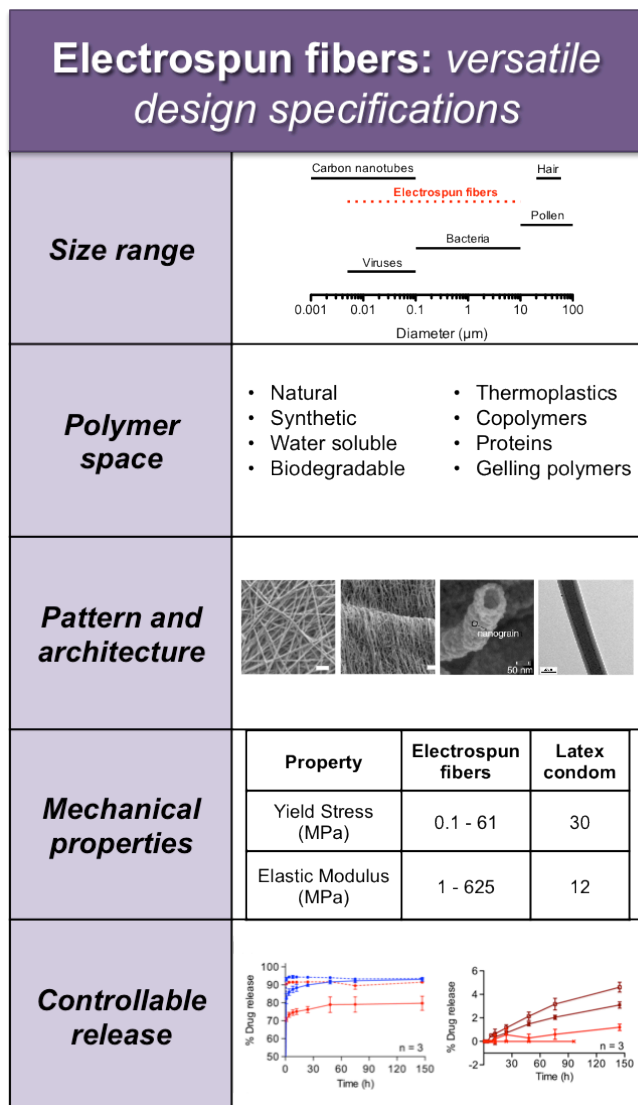 Electrospun fibers: versatile
design specifications
Size range
Carbon nanotubes
Hair
Electrospun fibers
Pollen
Bacteria
Viruses
0.001 0.01 0.1 1 10 100
Diameter (µm)
Polymer
space
• Natural
• Synthetic
• Water soluble
• Biodegradable
• Thermoplastics
• Copolymers
• Proteins
• Gelling polymers
Pattern and
architecture
nanograin
50 nm
Mechanical
properties
Property Electrospun fibers Latex condom
Yield Stress (MPa) 0.1 - 61 30
Elastic Modulus (MPa) 1 - 625 12
Controllable
release
% Drug release
100
90
80
70
60
50
0 30 60 90 120 150
Time (h)
n = 3
% Drug release
6
4
2
0
-2
0 30 60 90 120 150
Time (h)
n = 3